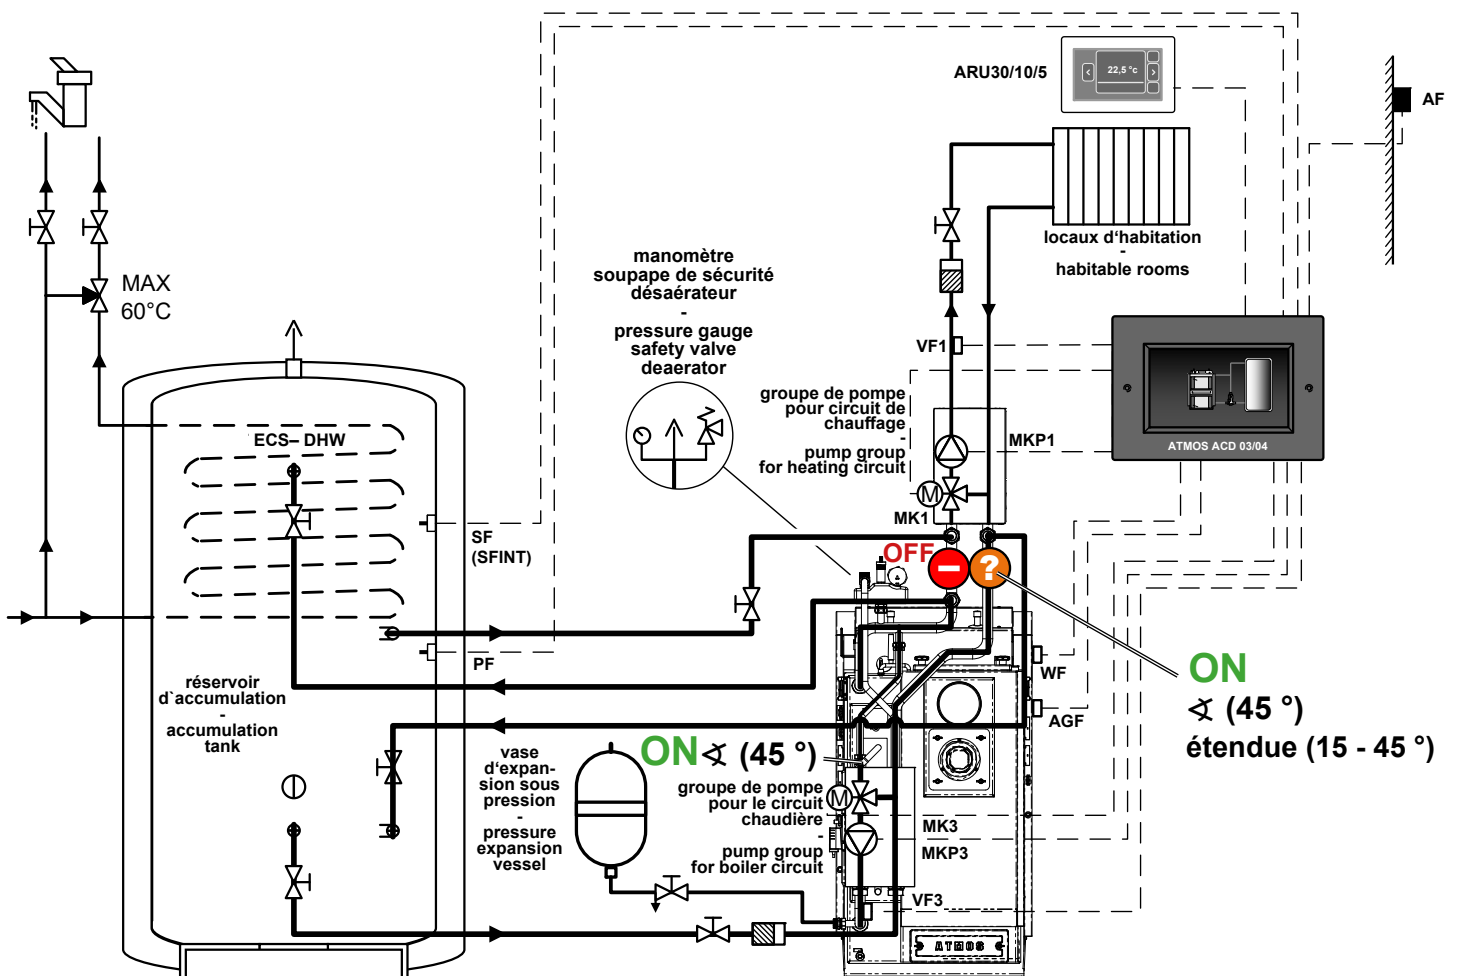 ARU30/10/5
22,5 °c
AF
locaux d'habitation
-
habitable rooms
MAX
60°C
manomètre
soupape de sécurité
désaérateur
-
pressure gauge
safety valve
deaerator
VF1
groupe de pompe
pour circuit de
chauffage
-
pump group
for heating circuit
MKP1
M
MK1
ATMOS ACD 03/04
ECS– DHW
SF
(SFINT)
OFF
?
PF
WF
AGF
ON
∢ (45 °)
étendue (15 - 45 °)
réservoir
d`accumulation
-
accumulation
tank
vase
d'expan-
sion sous
pression
-
pressure
expansion
vessel
ON ∢ (45 °)
groupe de pompe
pour le circuit
chaudière
-
pump group
for boiler circuit
M
MK3
MKP3
VF3
ATMOS